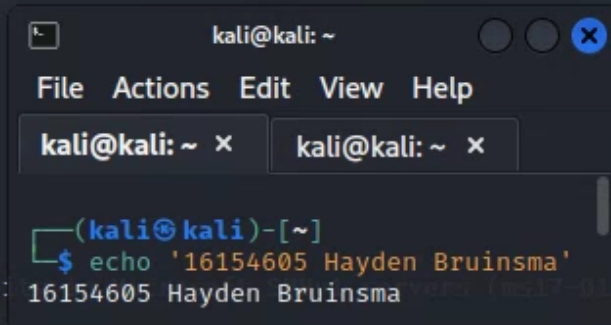 kali@kali: ~
File Actions Edit View Help
kali@kali: ~ × kali@kali: ~ ×
┌──(kali㉿kali)-[~]
└─$ echo '16154605 Hayden Bruinsma'
16154605 Hayden Bruinsma